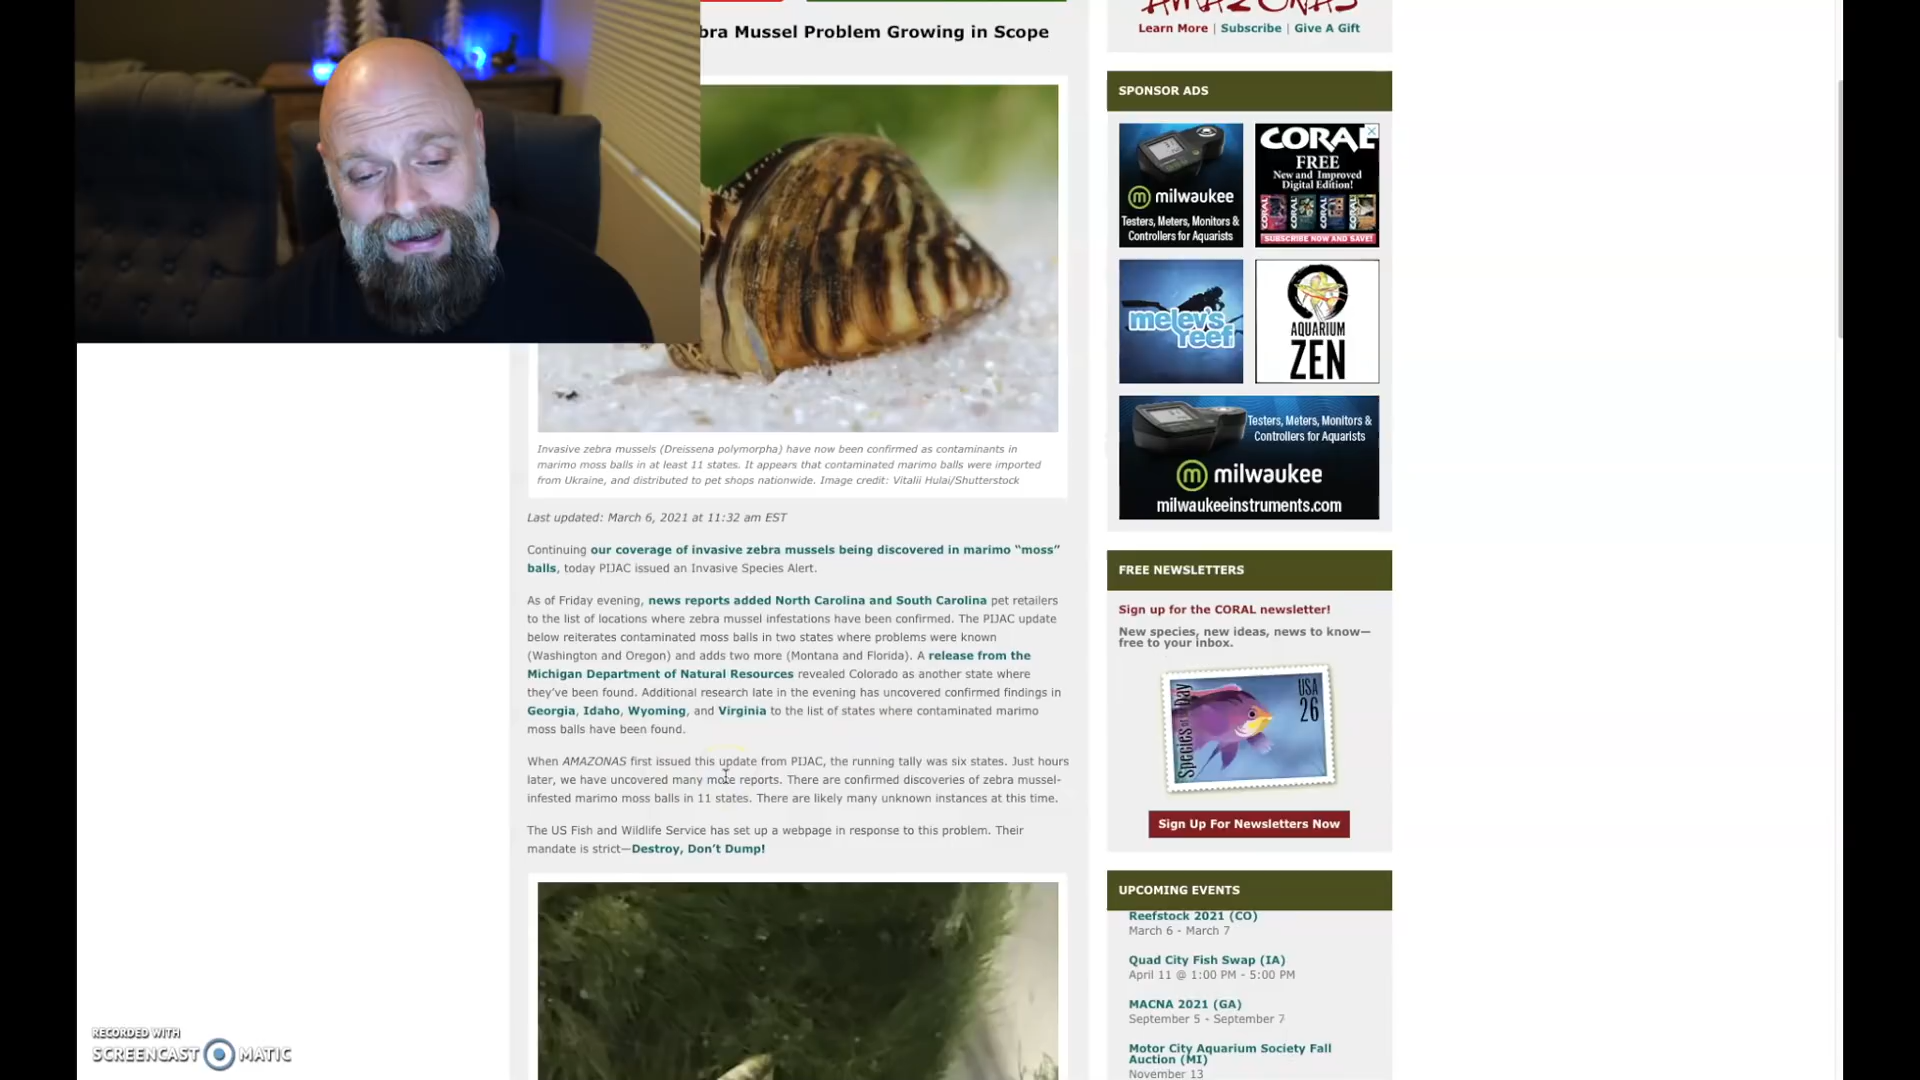 bra Mussel Problem Growing in Scope
Invasive zebra mussels (Dreissena polymorpha) have now been confirmed as contaminants in
marimo moss balls in at least 11 states. It appears that contaminated marimo balls were imported
from Ukraine, and distributed to pet shops nationwide. Image credit: Vitalii Hulai/Shutterstock
Last updated: March 6, 2021 at 11:32 am EST
Continuing our coverage of invasive zebra mussels being discovered in marimo “moss”
balls, today PIJAC issued an Invasive Species Alert.
As of Friday evening, news reports added North Carolina and South Carolina pet retailers
to the list of locations where zebra mussel infestations have been confirmed. The PIJAC update
below reiterates contaminated moss balls in two states where problems were known
(Washington and Oregon) and adds two more (Montana and Florida). A release from the
Michigan Department of Natural Resources revealed Colorado as another state where
they’ve been found. Additional research late in the evening has uncovered confirmed findings in
Georgia, Idaho, Wyoming, and Virginia to the list of states where contaminated marimo
moss balls have been found.
When AMAZONAS first issued this update from PIJAC, the running tally was six states. Just hours
later, we have uncovered many more reports. There are confirmed discoveries of zebra mussel-
infested marimo moss balls in 11 states. There are likely many unknown instances at this time.
The US Fish and Wildlife Service has set up a webpage in response to this problem. Their
mandate is strict—Destroy, Don’t Dump!
AMAZONAS
Learn More | Subscribe | Give A Gift
SPONSOR ADS
milwaukee
Testers, Meters, Monitors &
Controllers for Aquarists
CORAL
FREE
New and Improved
Digital Edition!
CORAL CORAL CORAL CORAL
SUBSCRIBE NOW AND SAVE!
melev's
reef
AQUARIUM
ZEN
Testers, Meters, Monitors &
Controllers for Aquarists
milwaukee
milwaukeeinstruments.com
FREE NEWSLETTERS
Sign up for the CORAL newsletter!
New species, new ideas, news to know—
free to your inbox.
Species of the Day
USA
26
Sign Up For Newsletters Now
UPCOMING EVENTS
Reefstock 2021 (CO)
March 6 - March 7
Quad City Fish Swap (IA)
April 11 @ 1:00 PM - 5:00 PM
MACNA 2021 (GA)
September 5 - September 7
Motor City Aquarium Society Fall
Auction (MI)
November 13
RECORDED WITH
SCREENCAST MATIC